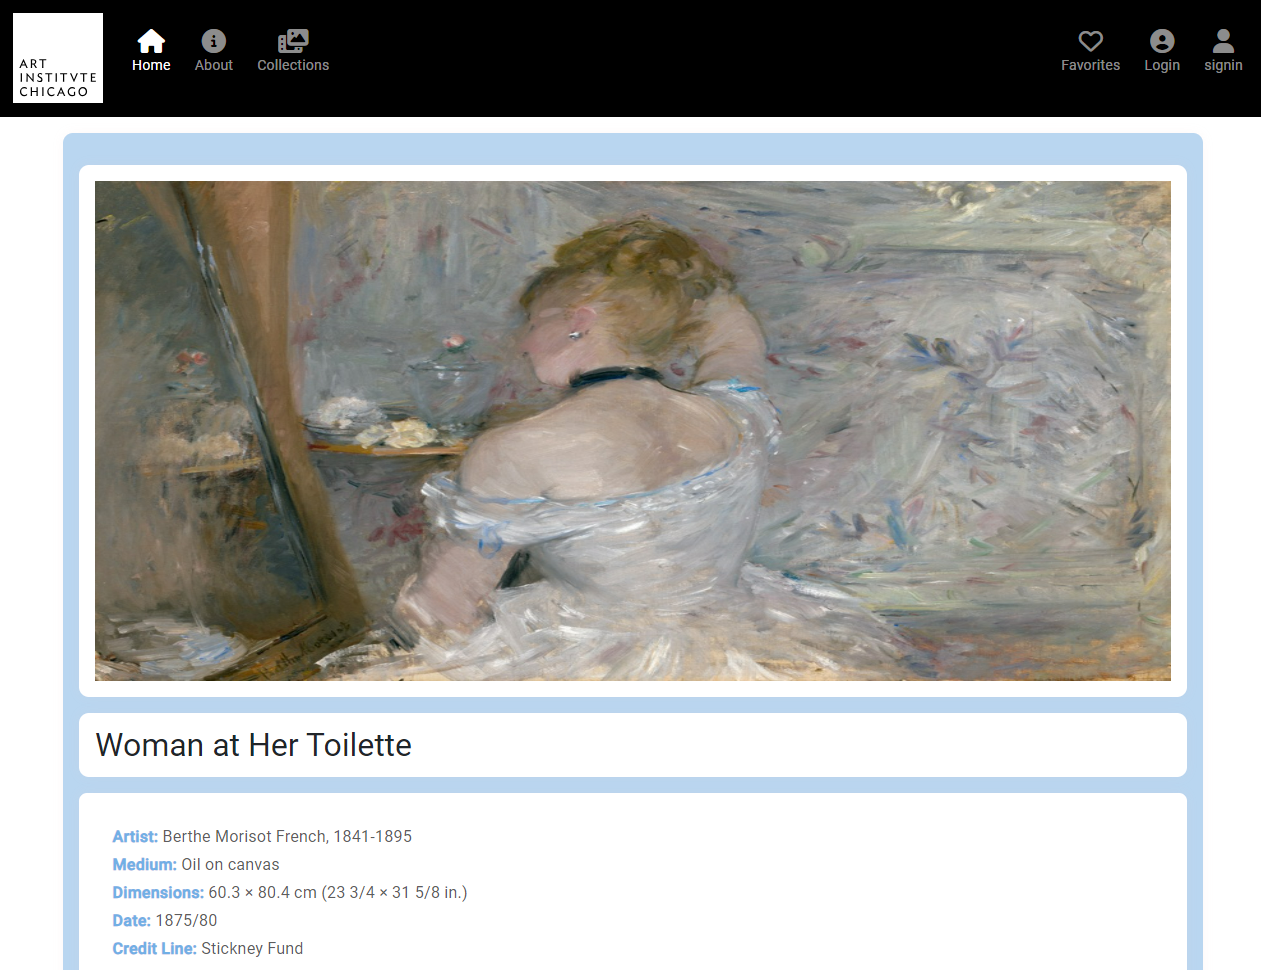 ART
INSTITVTE
CHICAGO
Home
About
Collections
Favorites
Login
signin
Woman at Her Toilette
Artist: Berthe Morisot French, 1841-1895
Medium: Oil on canvas
Dimensions: 60.3 × 80.4 cm (23 3/4 × 31 5/8 in.)
Date: 1875/80
Credit Line: Stickney Fund